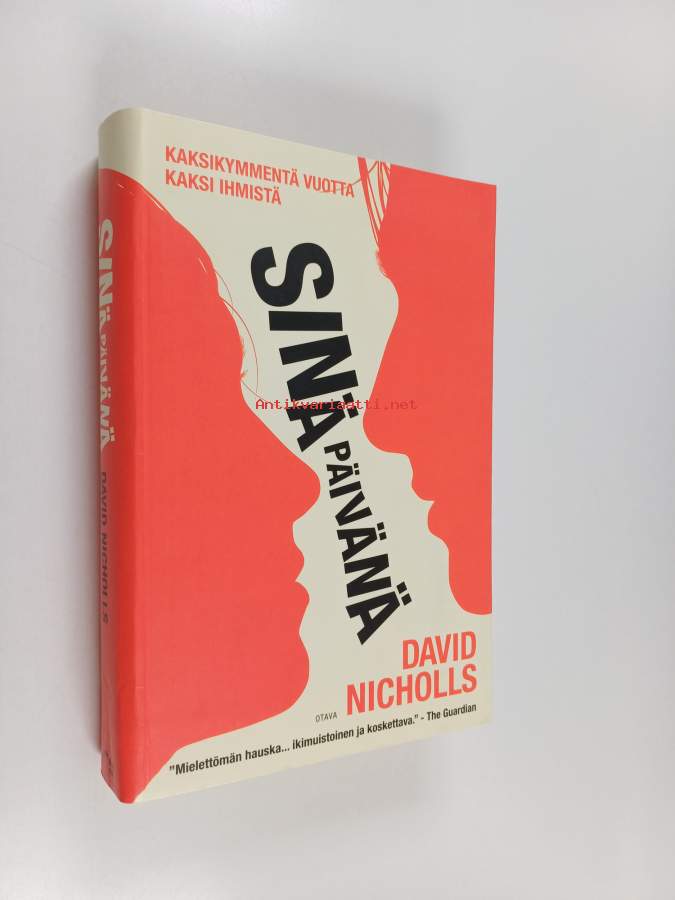 KAKSIKYMMENTÄ VUOTTA
KAKSI IHMISTÄ
SINÄ PÄIVÄNÄ
Antikvariaatti.net
DAVID
NICHOLLS
OTAVA
"Mielettömän hauska... ikimuistoinen ja koskettava." - The Guardian
SINÄ PÄIVÄNÄ DAVID NICHOLLS